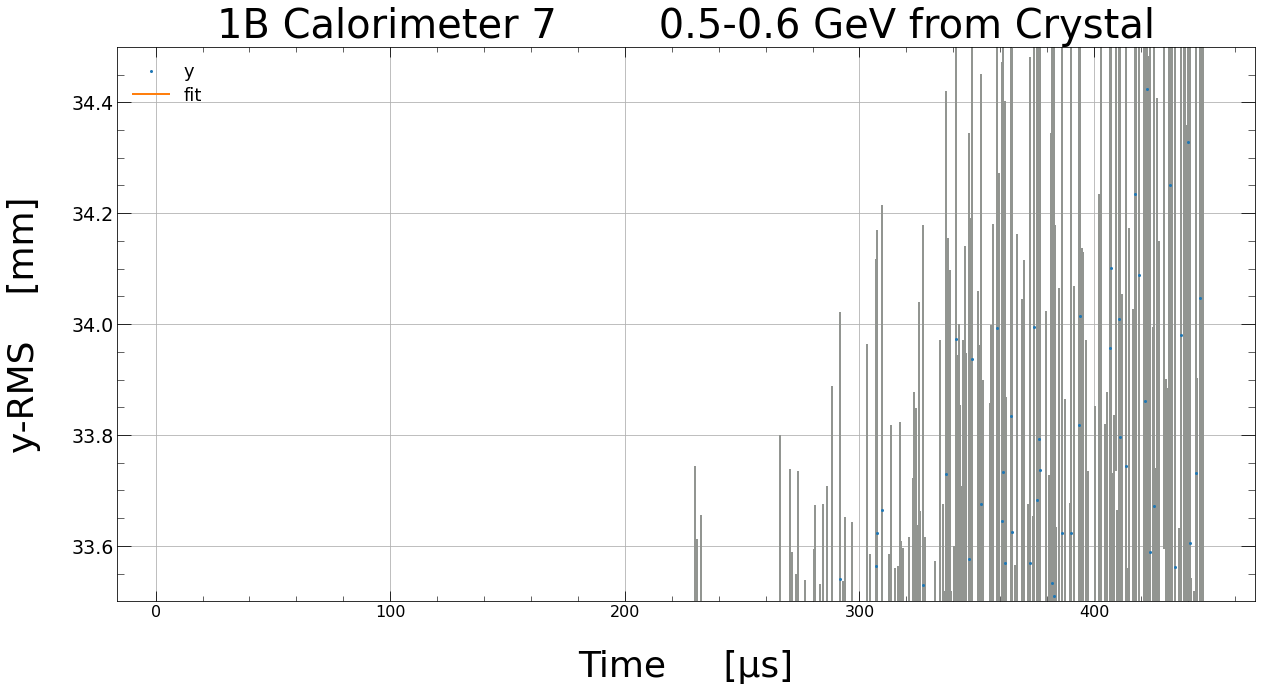 1B Calorimeter 7 0.5-0.6 GeV from Crystal
y
fit
34.4
34.2
34.0
33.8
33.6
y-RMS [mm]
0 100 200 300 400
Time [µs]